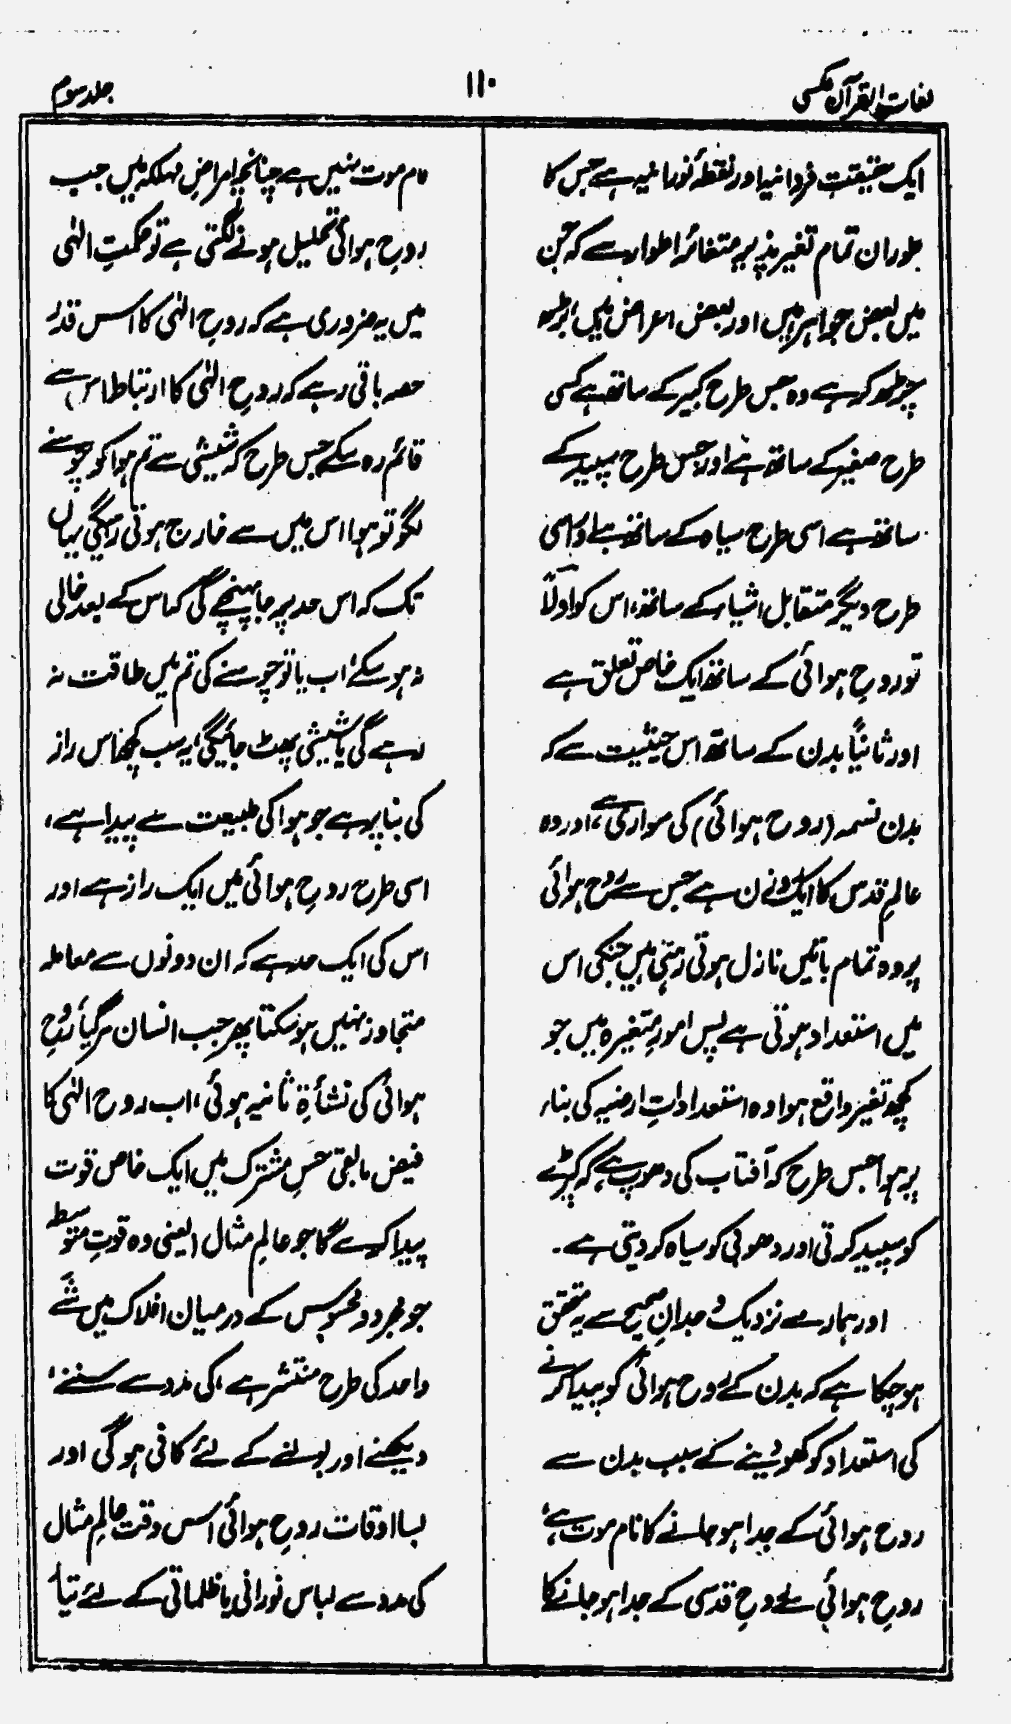 لغات القرآن عکسی
۱۱۰
جلد سوم
ایک حقیقتِ فردانیہ اور نقطۂ نورانیہ ہے جس کا
طور ان تمام تغیر پذیر متغائر اطوار سے کہ جن
میں بعض جواہر ہیں اور بعض اعراض ہیں بڑھ
چڑھ کر ہے وہ جس طرح کبیر کے ساتھ ہے کسی
طرح صغیر کے ساتھ ہے اور جس طرح سپید کے
ساتھ ہے اسی طرح سیاہ کے ساتھ ہے اور اسی
طرح دیگر متقابل اشیاء کے ساتھ، اس کو اولاً
تو روحِ ہوائی کے ساتھ ایک خاص تعلق ہے
اور ثانیاً بدن کے ساتھ اس حیثیت سے کہ
بدن نسمہ (روح ہوائی) کی سواری ہے، اور وہ
عالمِ قدس کا ایک روزن ہے جس سے روح ہوائی
پر وہ تمام باتیں نازل ہوتی رہتی ہیں جنکی اس
میں استعداد ہوتی ہے پس امورِ متغیرہ میں جو
کچھ تغیر واقع ہوا وہ استعداداتِ ارضیہ کی بناء
پر ہوا جس طرح کہ آفتاب کی دھوپ ہے کہ کپڑے
کو سپید کرتی اور دھوبی کو سیاہ کر دیتی ہے۔
اور ہمارے نزدیک وجدانِ صحیح سے یہ متحقق
ہو چکا ہے کہ بدن کے روحِ ہوائی کو پیدا کرنے
کی استعداد کو کھو دینے کے سبب بدن سے
روح ہوائی کے جدا ہو جانے کا نام موت ہے،
روحِ ہوائی سے روحِ قدسی کے جدا ہو جانے کا
نام موت نہیں ہے چنانچہ امراضِ مہلکہ میں جب
روحِ ہوائی تحلیل ہونے لگتی ہے تو حکمتِ الٰہی
میں یہ ضروری ہے کہ روحِ الٰہی کا اس قدر
حصہ باقی رہے کہ روحِ الٰہی کا ارتباط اس سے
قائم رہ سکے جس طرح کہ شیشی سے تم ہوا کو چوسنے
لگو تو ہوا اس میں سے خارج ہوتی رہیگی یہاں
تک کہ اس حد پر جا پہنچے گی کہ اس کے بعد خالی
نہ ہو سکے، اب یا تو چوسنے کی تم میں طاقت نہ
رہے گی یا شیشی پھٹ جائیگی، یہ سب کچھ اس راز
کی بنا پر ہے جو ہوا کی طبیعت سے پیدا ہے،
اسی طرح روحِ ہوائی میں ایک راز ہے اور
اس کی ایک حد ہے کہ ان دونوں سے معاملہ
متجاوز نہیں ہو سکتا پھر جب انسان مرگیا روحِ
ہوائی کی نشأۃِ ثانیہ ہوئی، اب روح الٰہی کا
فیض مابقی حسِ مشترک میں ایک خاص قوت
پیدا کرے گا جو عالمِ مثال (یعنی وہ قوتِ متوسطہ
جو مجرد و محسوس کے درمیان افلاک میں شے
واحد کی طرح منتشر ہے، کی مدد سے سننے،
دیکھنے اور بولنے کے لئے کافی ہو گی اور
بسا اوقات روحِ ہوائی اس وقت عالمِ مثال
کی مدد سے لباس نورانی یا ظلماتی کے لئے تیار